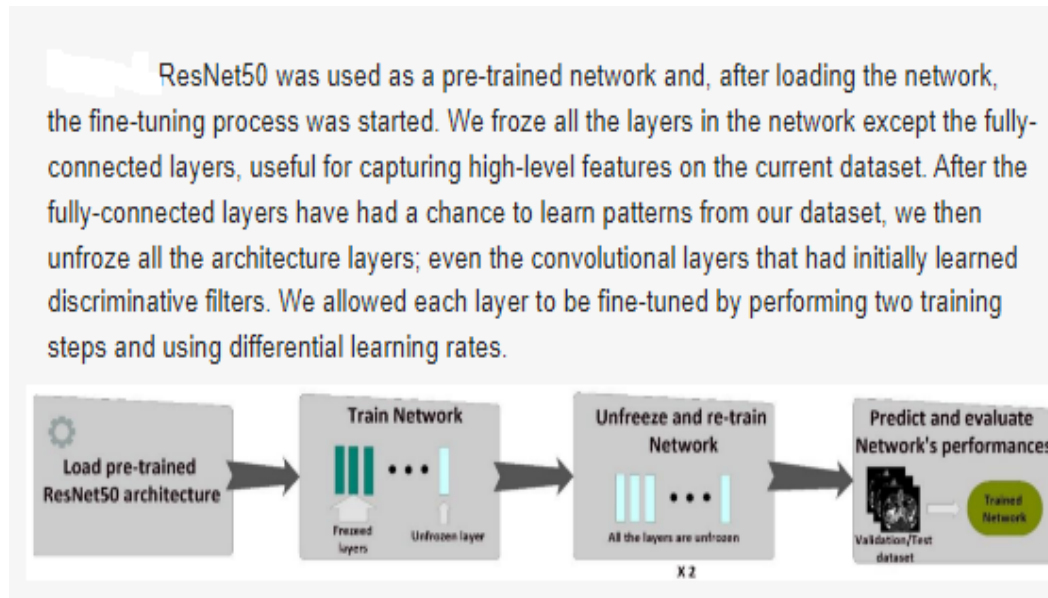 ResNet50 was used as a pre-trained network and, after loading the network,
the fine-tuning process was started. We froze all the layers in the network except the fully-
connected layers, useful for capturing high-level features on the current dataset. After the
fully-connected layers have had a chance to learn patterns from our dataset, we then
unfroze all the architecture layers; even the convolutional layers that had initially learned
discriminative filters. We allowed each layer to be fine-tuned by performing two training
steps and using differential learning rates.
Load pre-trained
ResNet50 architecture
Train Network
Freezed
layers
Unfrozen layer
Unfreeze and re-train
Network
All the layers are unfrozen
X 2
Predict and evaluate
Network's performances
Validation/Test
dataset
Trained
Network